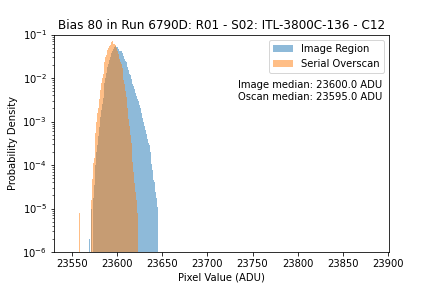 Bias 80 in Run 6790D: R01 - S02: ITL-3800C-136 - C12
Image Region
Serial Overscan
Image median: 23600.0 ADU
Oscan median: 23595.0 ADU
Probability Density
10⁻¹
10⁻²
10⁻³
10⁻⁴
10⁻⁵
10⁻⁶
23550 23600 23650 23700 23750 23800 23850 23900
Pixel Value (ADU)